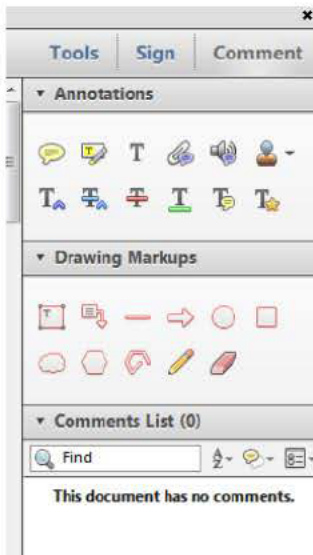 Tools Sign Comment
Annotations
Drawing Markups
Comments List (0)
Find
This document has no comments.